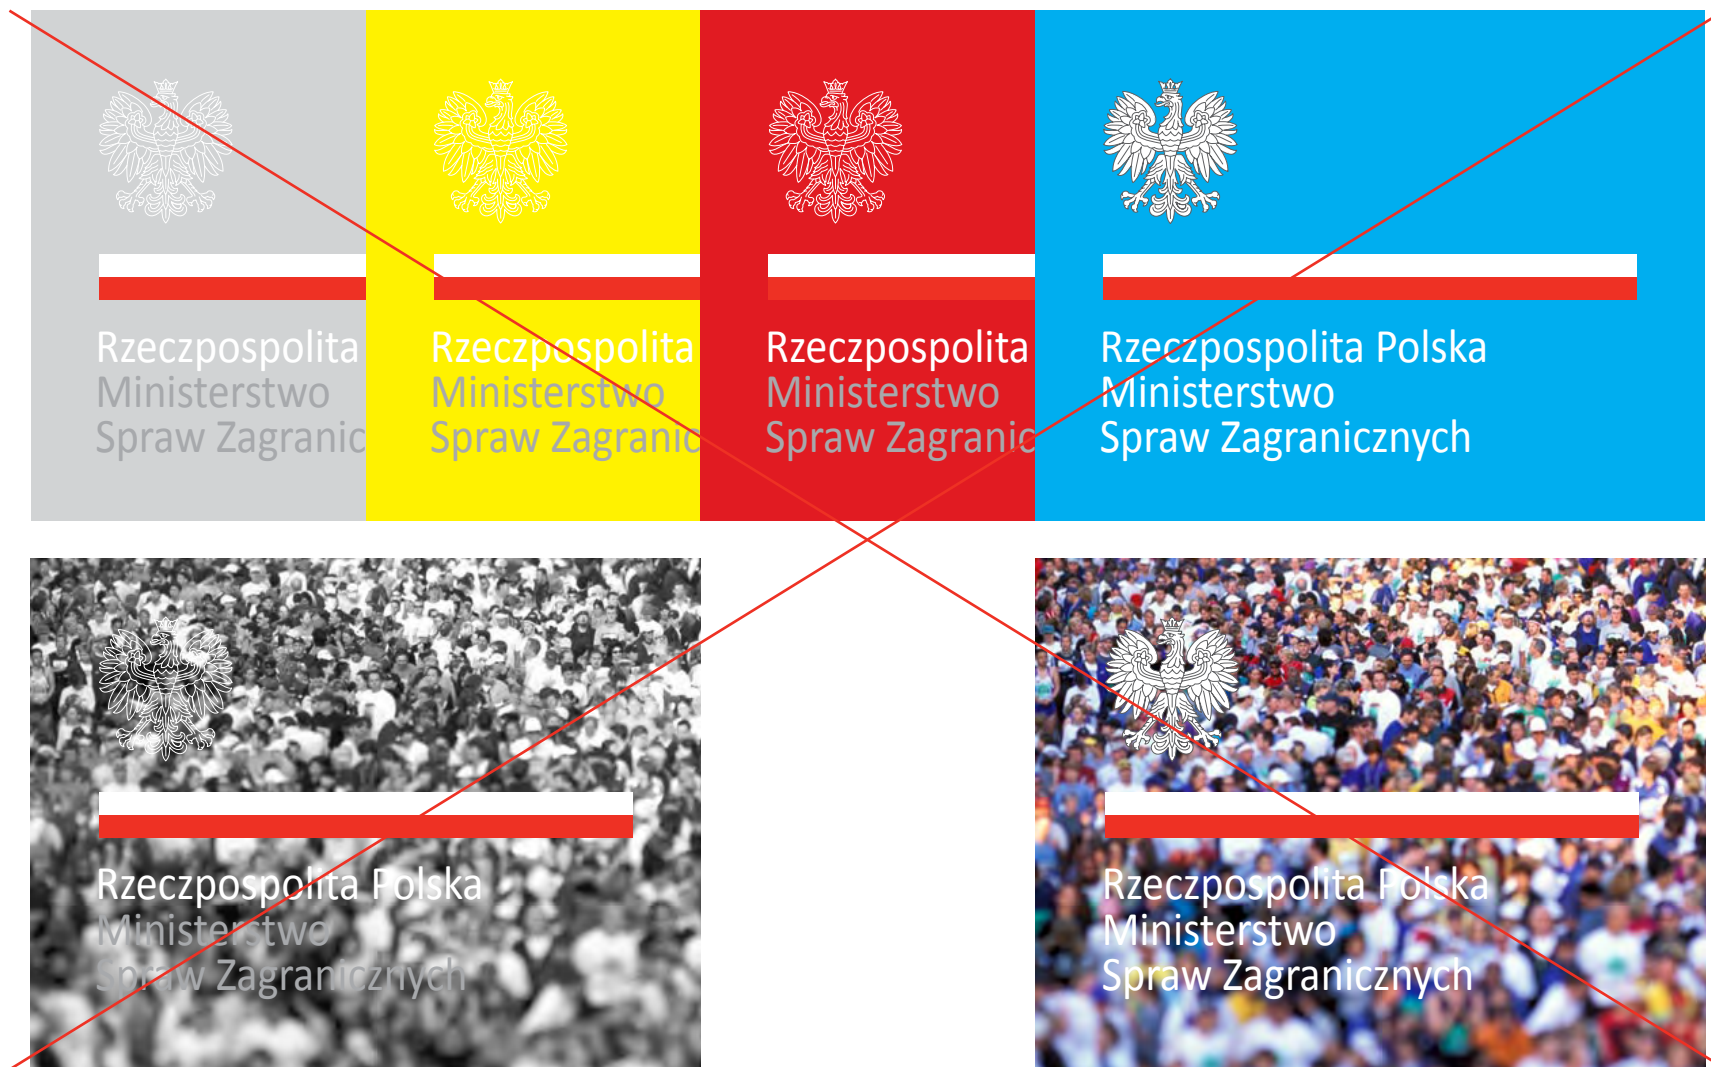 Rzeczpospolita
Ministerstwo
Spraw Zagranic
Rzeczpospolita
Ministerstwo
Spraw Zagranic
Rzeczpospolita
Ministerstwo
Spraw Zagranic
Rzeczpospolita Polska
Ministerstwo
Spraw Zagranicznych
Rzeczpospolita Polska
Ministerstwo
Spraw Zagranicznych
Rzeczpospolita Polska
Ministerstwo
Spraw Zagranicznych